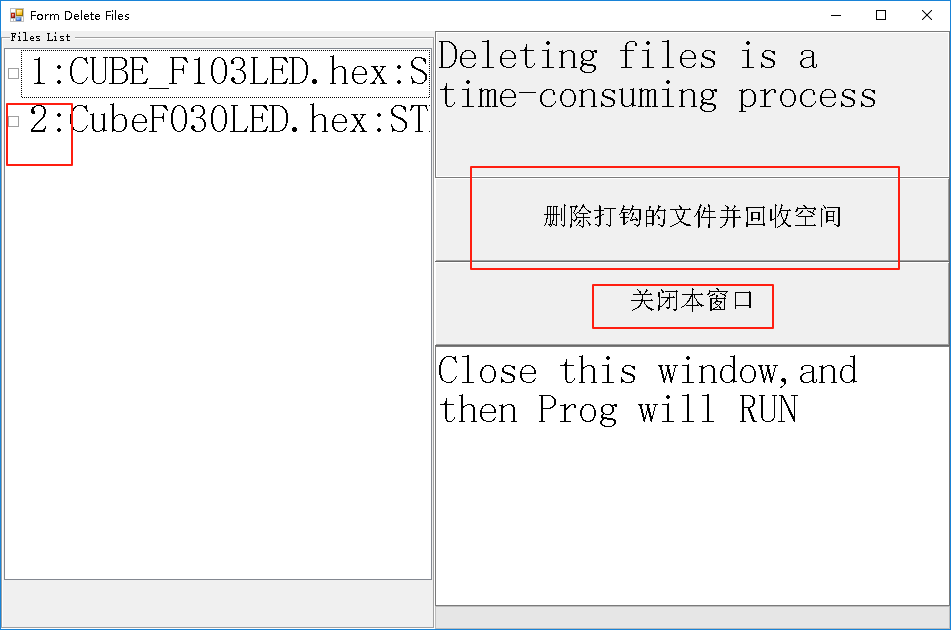 Form Delete Files
Files List
1:CUBE_F103LED.hex:S
2:CubeF030LED.hex:ST
Deleting files is a
time-consuming process
删除打钩的文件并回收空间
关闭本窗口
Close this window,and
then Prog will RUN